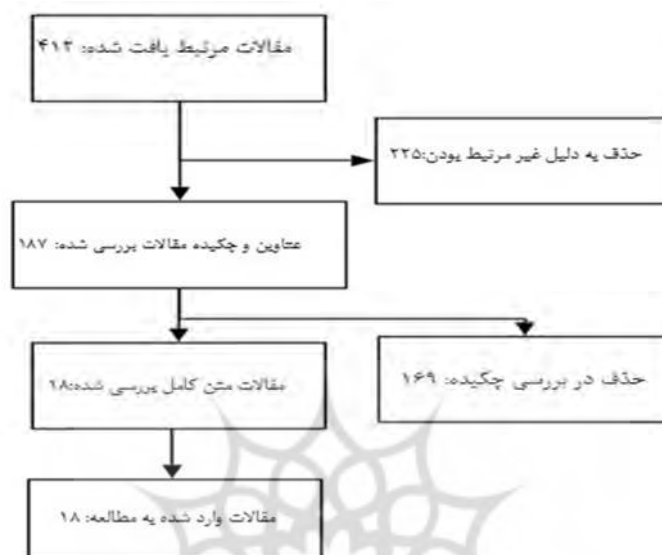 مقالات مرتبط یافت شده: ۴۱۲
حذف به دلیل غیر مرتبط بودن:۲۲۵
عناوین و چکیده مقالات بررسی شده: ۱۸۷
مقالات متن کامل بررسی شده:۱۸
حذف در بررسی چکیده: ۱۶۹
مقالات وارد شده به مطالعه: ۱۸